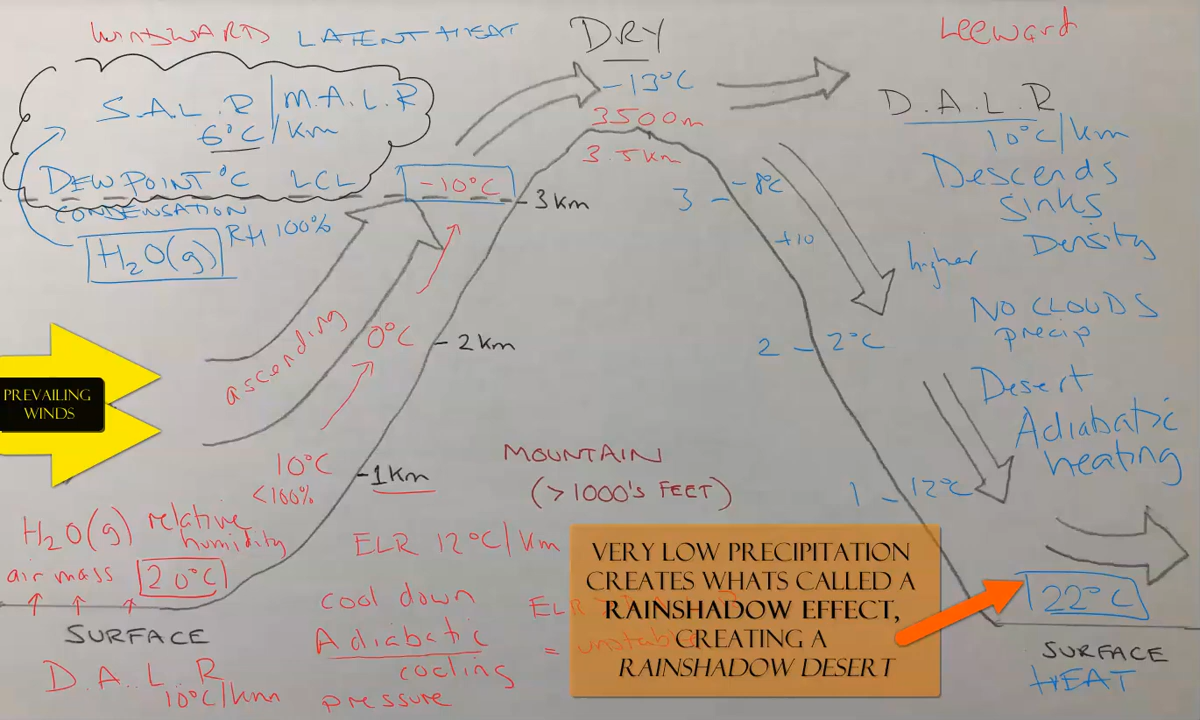 WINDWARD LATENT HEAT
DRY
Leeward
S.A.L.R / M.A.L.R
6°C/km
DEWPOINT °C LCL
CONDENSATION
H₂O(g) RH 100%
-10°C
-13°C
3500m
3.5km
3km
ascending
0°C
2km
10°C
<100%
1km
PREVAILING
WINDS
H₂O(g) relative
humidity
air mass 20°C
SURFACE
D.A.L.R
10°C/km
MOUNTAIN
(>1000's FEET)
ELR 12°C/km
cool down
Adiabatic
cooling
pressure
=
VERY LOW PRECIPITATION
CREATES WHATS CALLED A
RAINSHADOW EFFECT,
CREATING A
RAINSHADOW DESERT
D.A.L.R
10°C/km
Descends
sinks
Density
higher
NO CLOUDS
precip
Desert
Adiabatic
heating
3 - -8°C
+10
2 - 2°C
1 - 12°C
22°C
SURFACE
HEAT